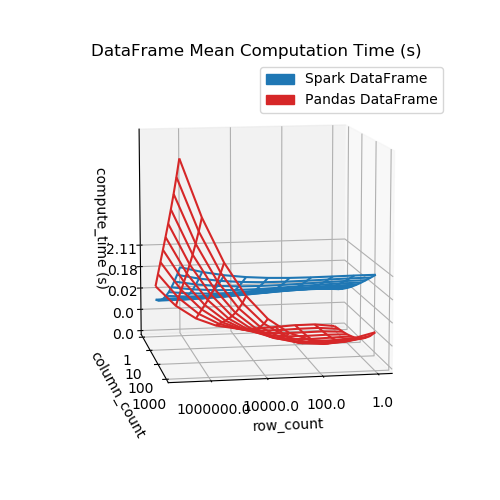 DataFrame Mean Computation Time (s)
Spark DataFrame
Pandas DataFrame
compute_time (s)
2.11
0.18
0.02
0.0
0.0
column_count
1
10
100
1000
1000000.0
10000.0
100.0
1.0
row_count